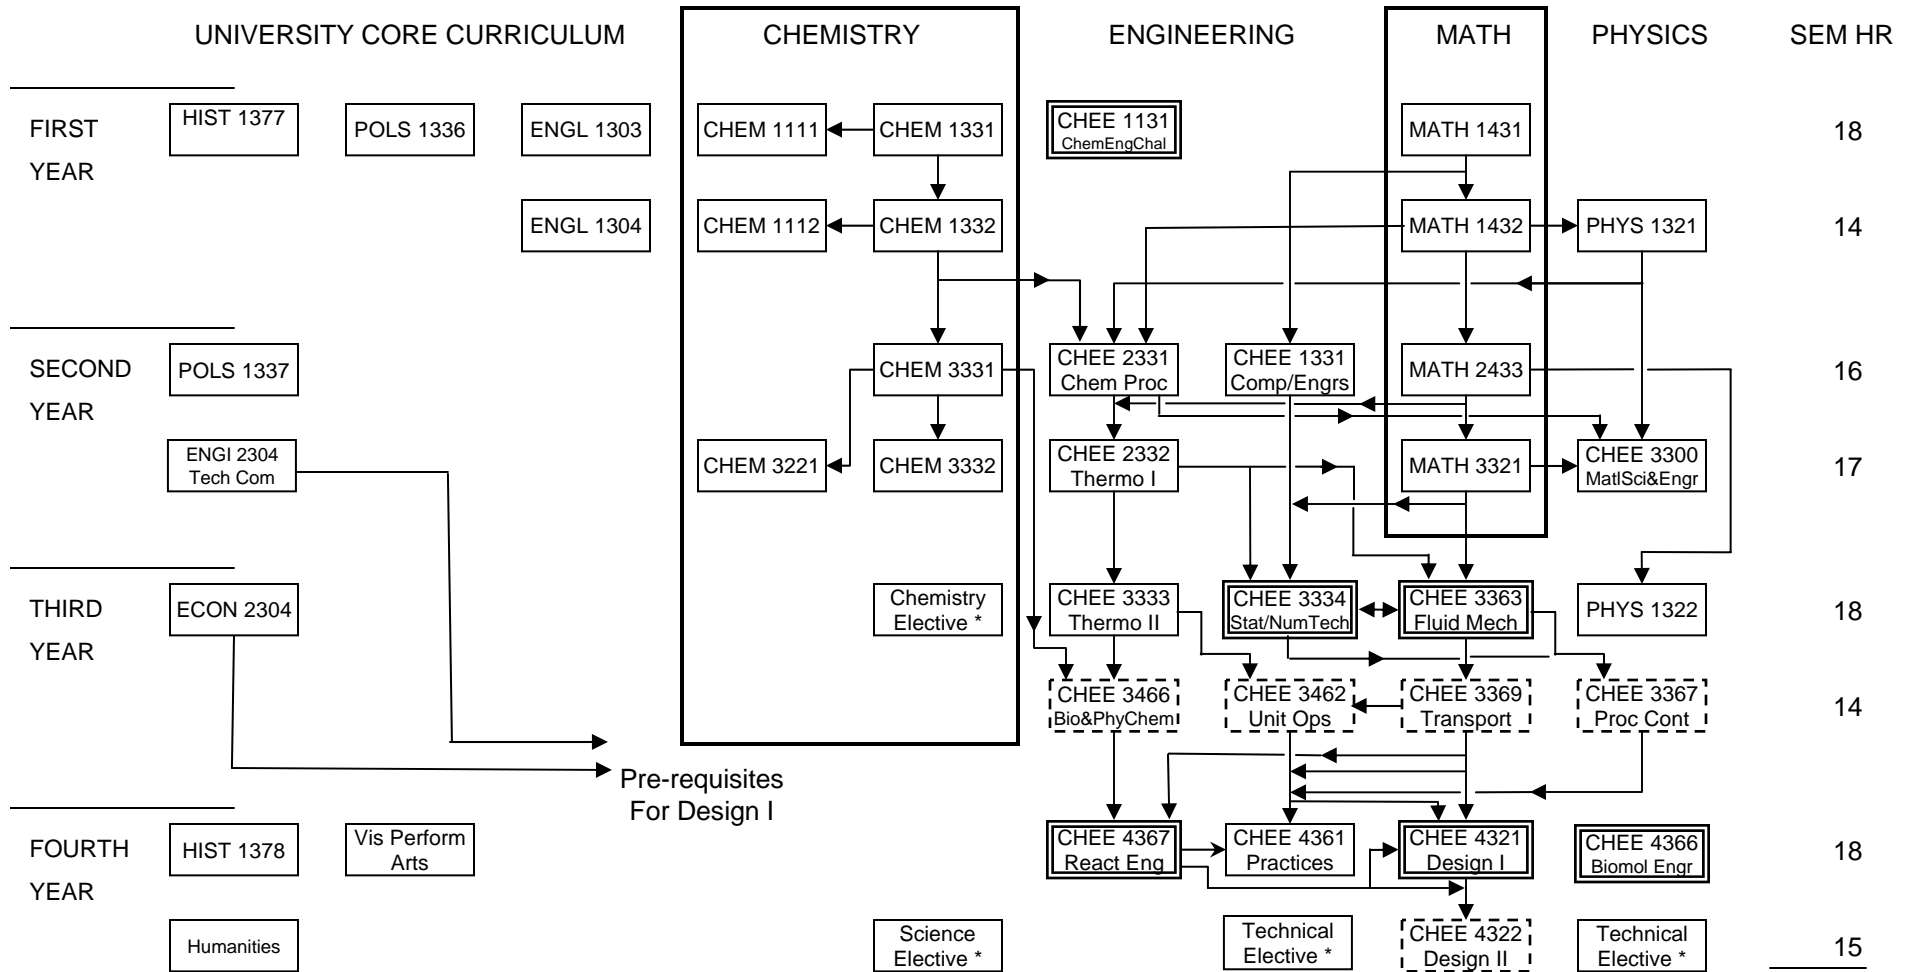 UNIVERSITY CORE CURRICULUM CHEMISTRY ENGINEERING MATH PHYSICS SEM HR
FIRST
YEAR
HIST 1377
POLS 1336
ENGL 1303
CHEM 1111
CHEM 1331
CHEE 1131
ChemEngChal
MATH 1431
18
ENGL 1304
CHEM 1112
CHEM 1332
MATH 1432
PHYS 1321
14
SECOND
YEAR
POLS 1337
CHEM 3331
CHEE 2331
Chem Proc
CHEE 1331
Comp/Engrs
MATH 2433
16
ENGI 2304
Tech Com
CHEM 3221
CHEM 3332
CHEE 2332
Thermo I
MATH 3321
CHEE 3300
MatlSci&Engr
17
THIRD
YEAR
ECON 2304
Chemistry
Elective *
CHEE 3333
Thermo II
CHEE 3334
Stat/NumTech
CHEE 3363
Fluid Mech
PHYS 1322
18
CHEE 3466
Bio&PhyChem
CHEE 3462
Unit Ops
CHEE 3369
Transport
CHEE 3367
Proc Cont
14
Pre-requisites
For Design I
FOURTH
YEAR
HIST 1378
Vis Perform
Arts
CHEE 4367
React Eng
CHEE 4361
Practices
CHEE 4321
Design I
CHEE 4366
Biomol Engr
18
Humanities
Science
Elective *
Technical
Elective *
CHEE 4322
Design II
Technical
Elective *
15